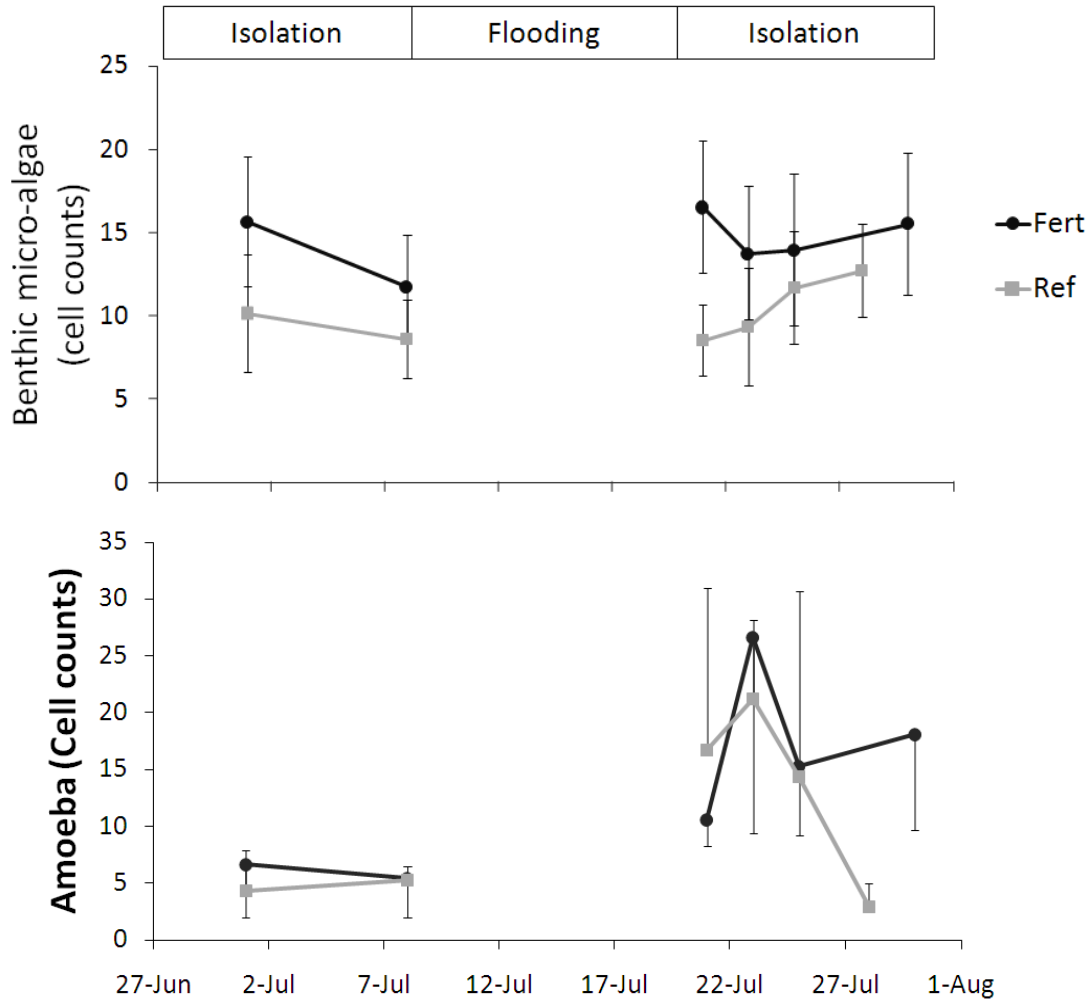 Isolation Flooding Isolation
Benthic micro-algae
(cell counts)
25
20
15
10
5
0
Fert
Ref
Amoeba (Cell counts)
35
30
25
20
15
10
5
0
27-Jun 2-Jul 7-Jul 12-Jul 17-Jul 22-Jul 27-Jul 1-Aug